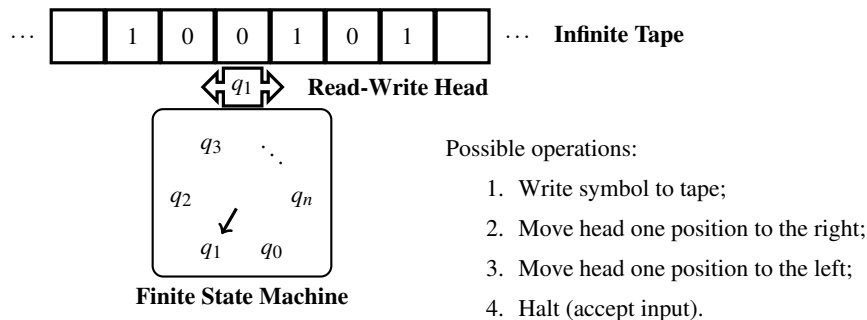 ⋯ 1 0 0 1 0 1 ⋯ Infinite Tape
q₁ Read-Write Head
q₃ ⋱
q₂ qₙ
q₁ q₀
Finite State Machine
Possible operations:
1. Write symbol to tape;
2. Move head one position to the right;
3. Move head one position to the left;
4. Halt (accept input).